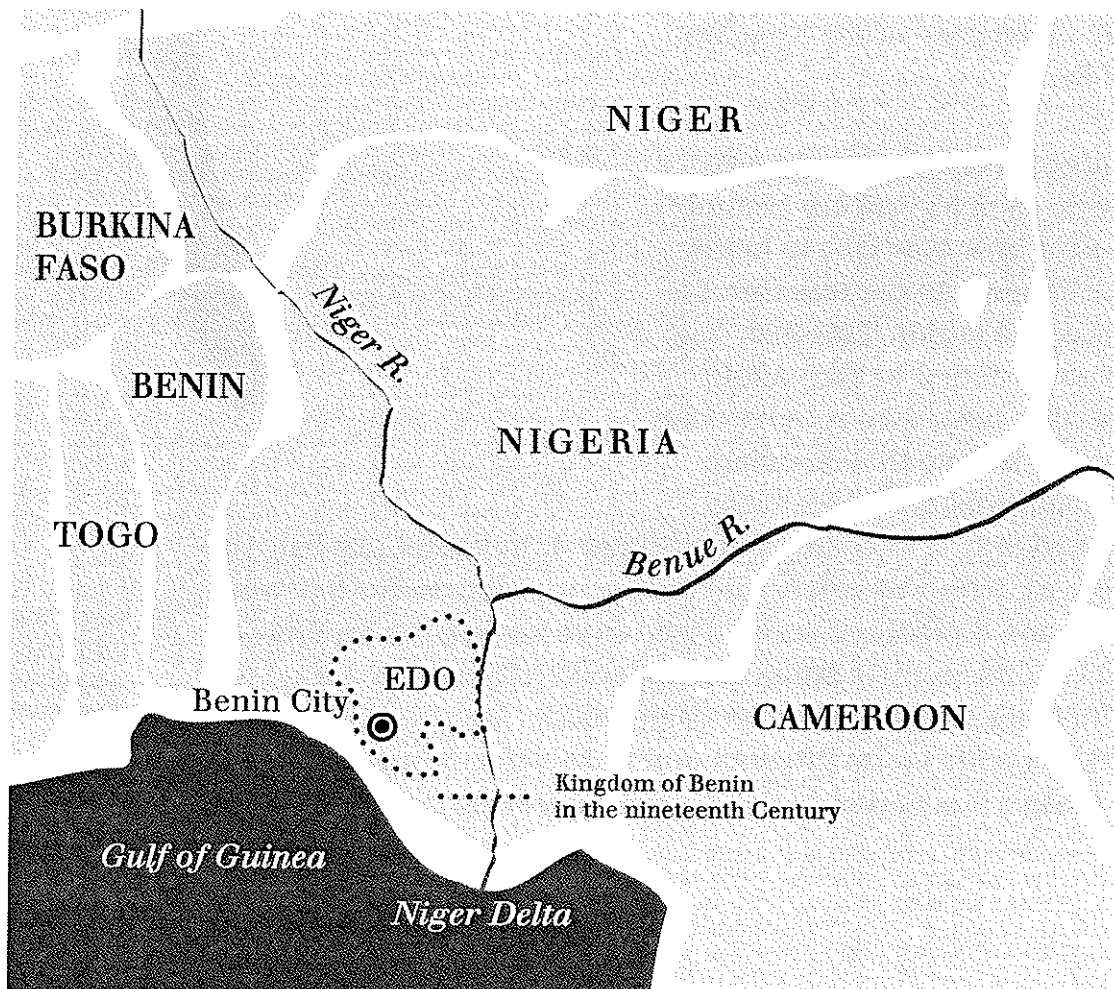 NIGER
BURKINA
FASO
Niger R.
BENIN
NIGERIA
TOGO
Benue R.
EDO
Benin City
CAMEROON
Kingdom of Benin
in the nineteenth Century
Gulf of Guinea
Niger Delta